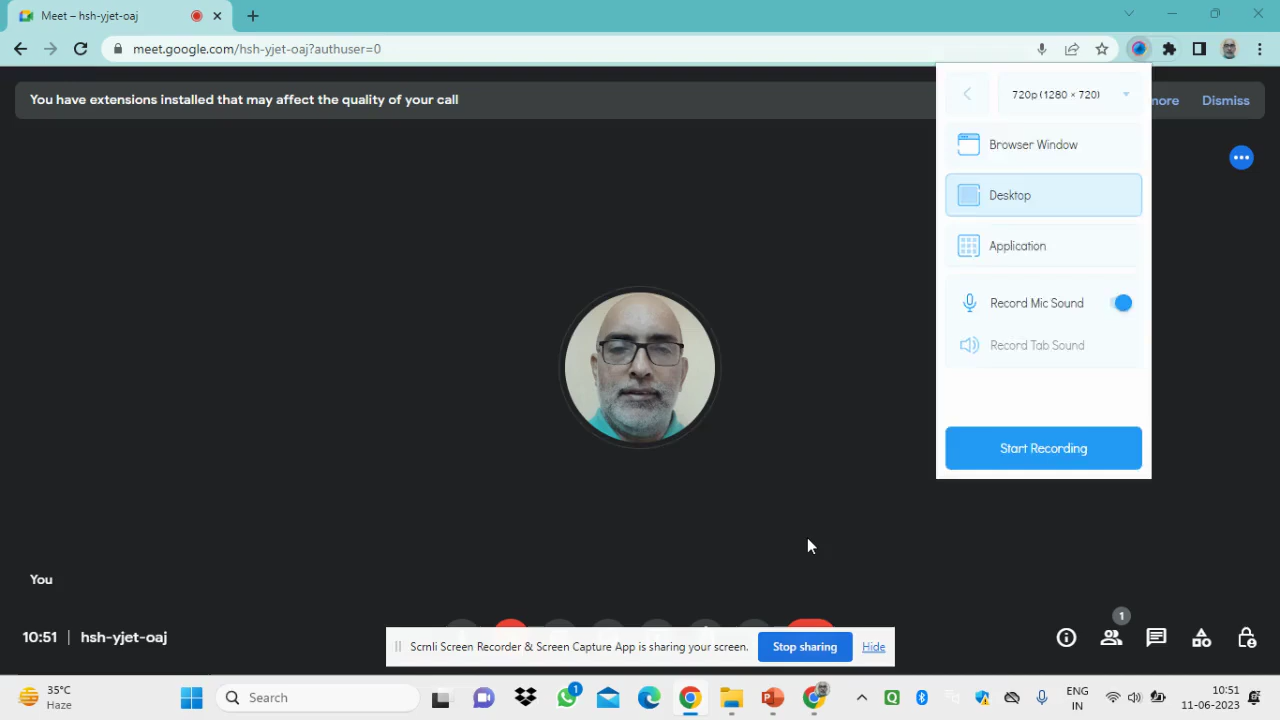 Meet – hsh-yjet-oaj
meet.google.com/hsh-yjet-oaj?authuser=0
You have extensions installed that may affect the quality of your call
more
Dismiss
720p (1280 × 720)
Browser Window
Desktop
Application
Record Mic Sound
Record Tab Sound
Start Recording
You
10:51 | hsh-yjet-oaj
1
Scrnli Screen Recorder & Screen Capture App is sharing your screen.
Stop sharing
Hide
35°C
Haze
Search
1
ENG
IN
10:51
11-06-2023